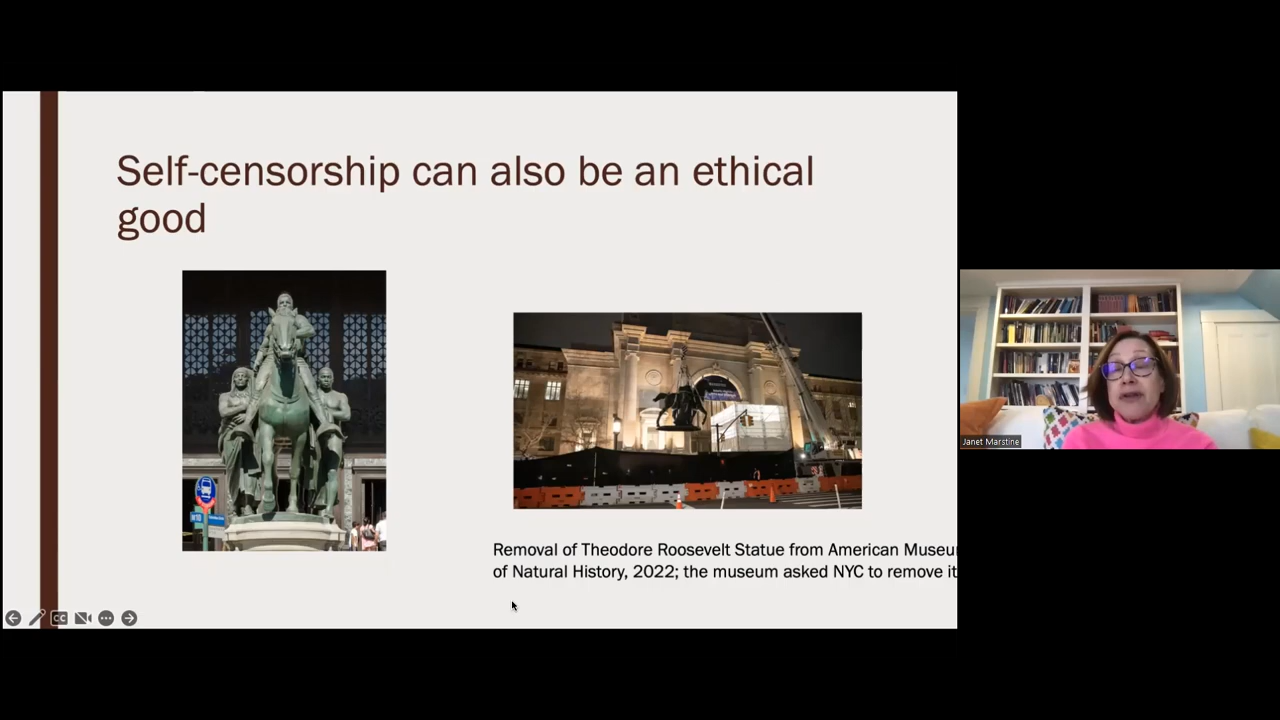 Self-censorship can also be an ethical
good
Removal of Theodore Roosevelt Statue from American Museu
of Natural History, 2022; the museum asked NYC to remove it
CC
Janet Marstine